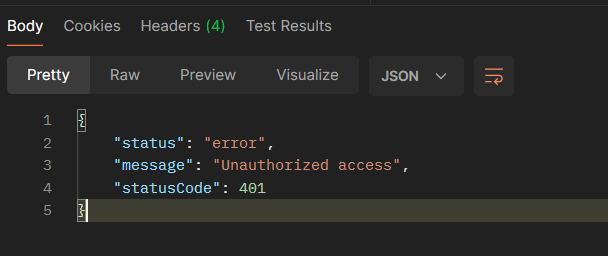 Body Cookies Headers (4) Test Results
Pretty Raw Preview Visualize JSON
1 {
2 "status": "error",
3 "message": "Unauthorized access",
4 "statusCode": 401
5 }